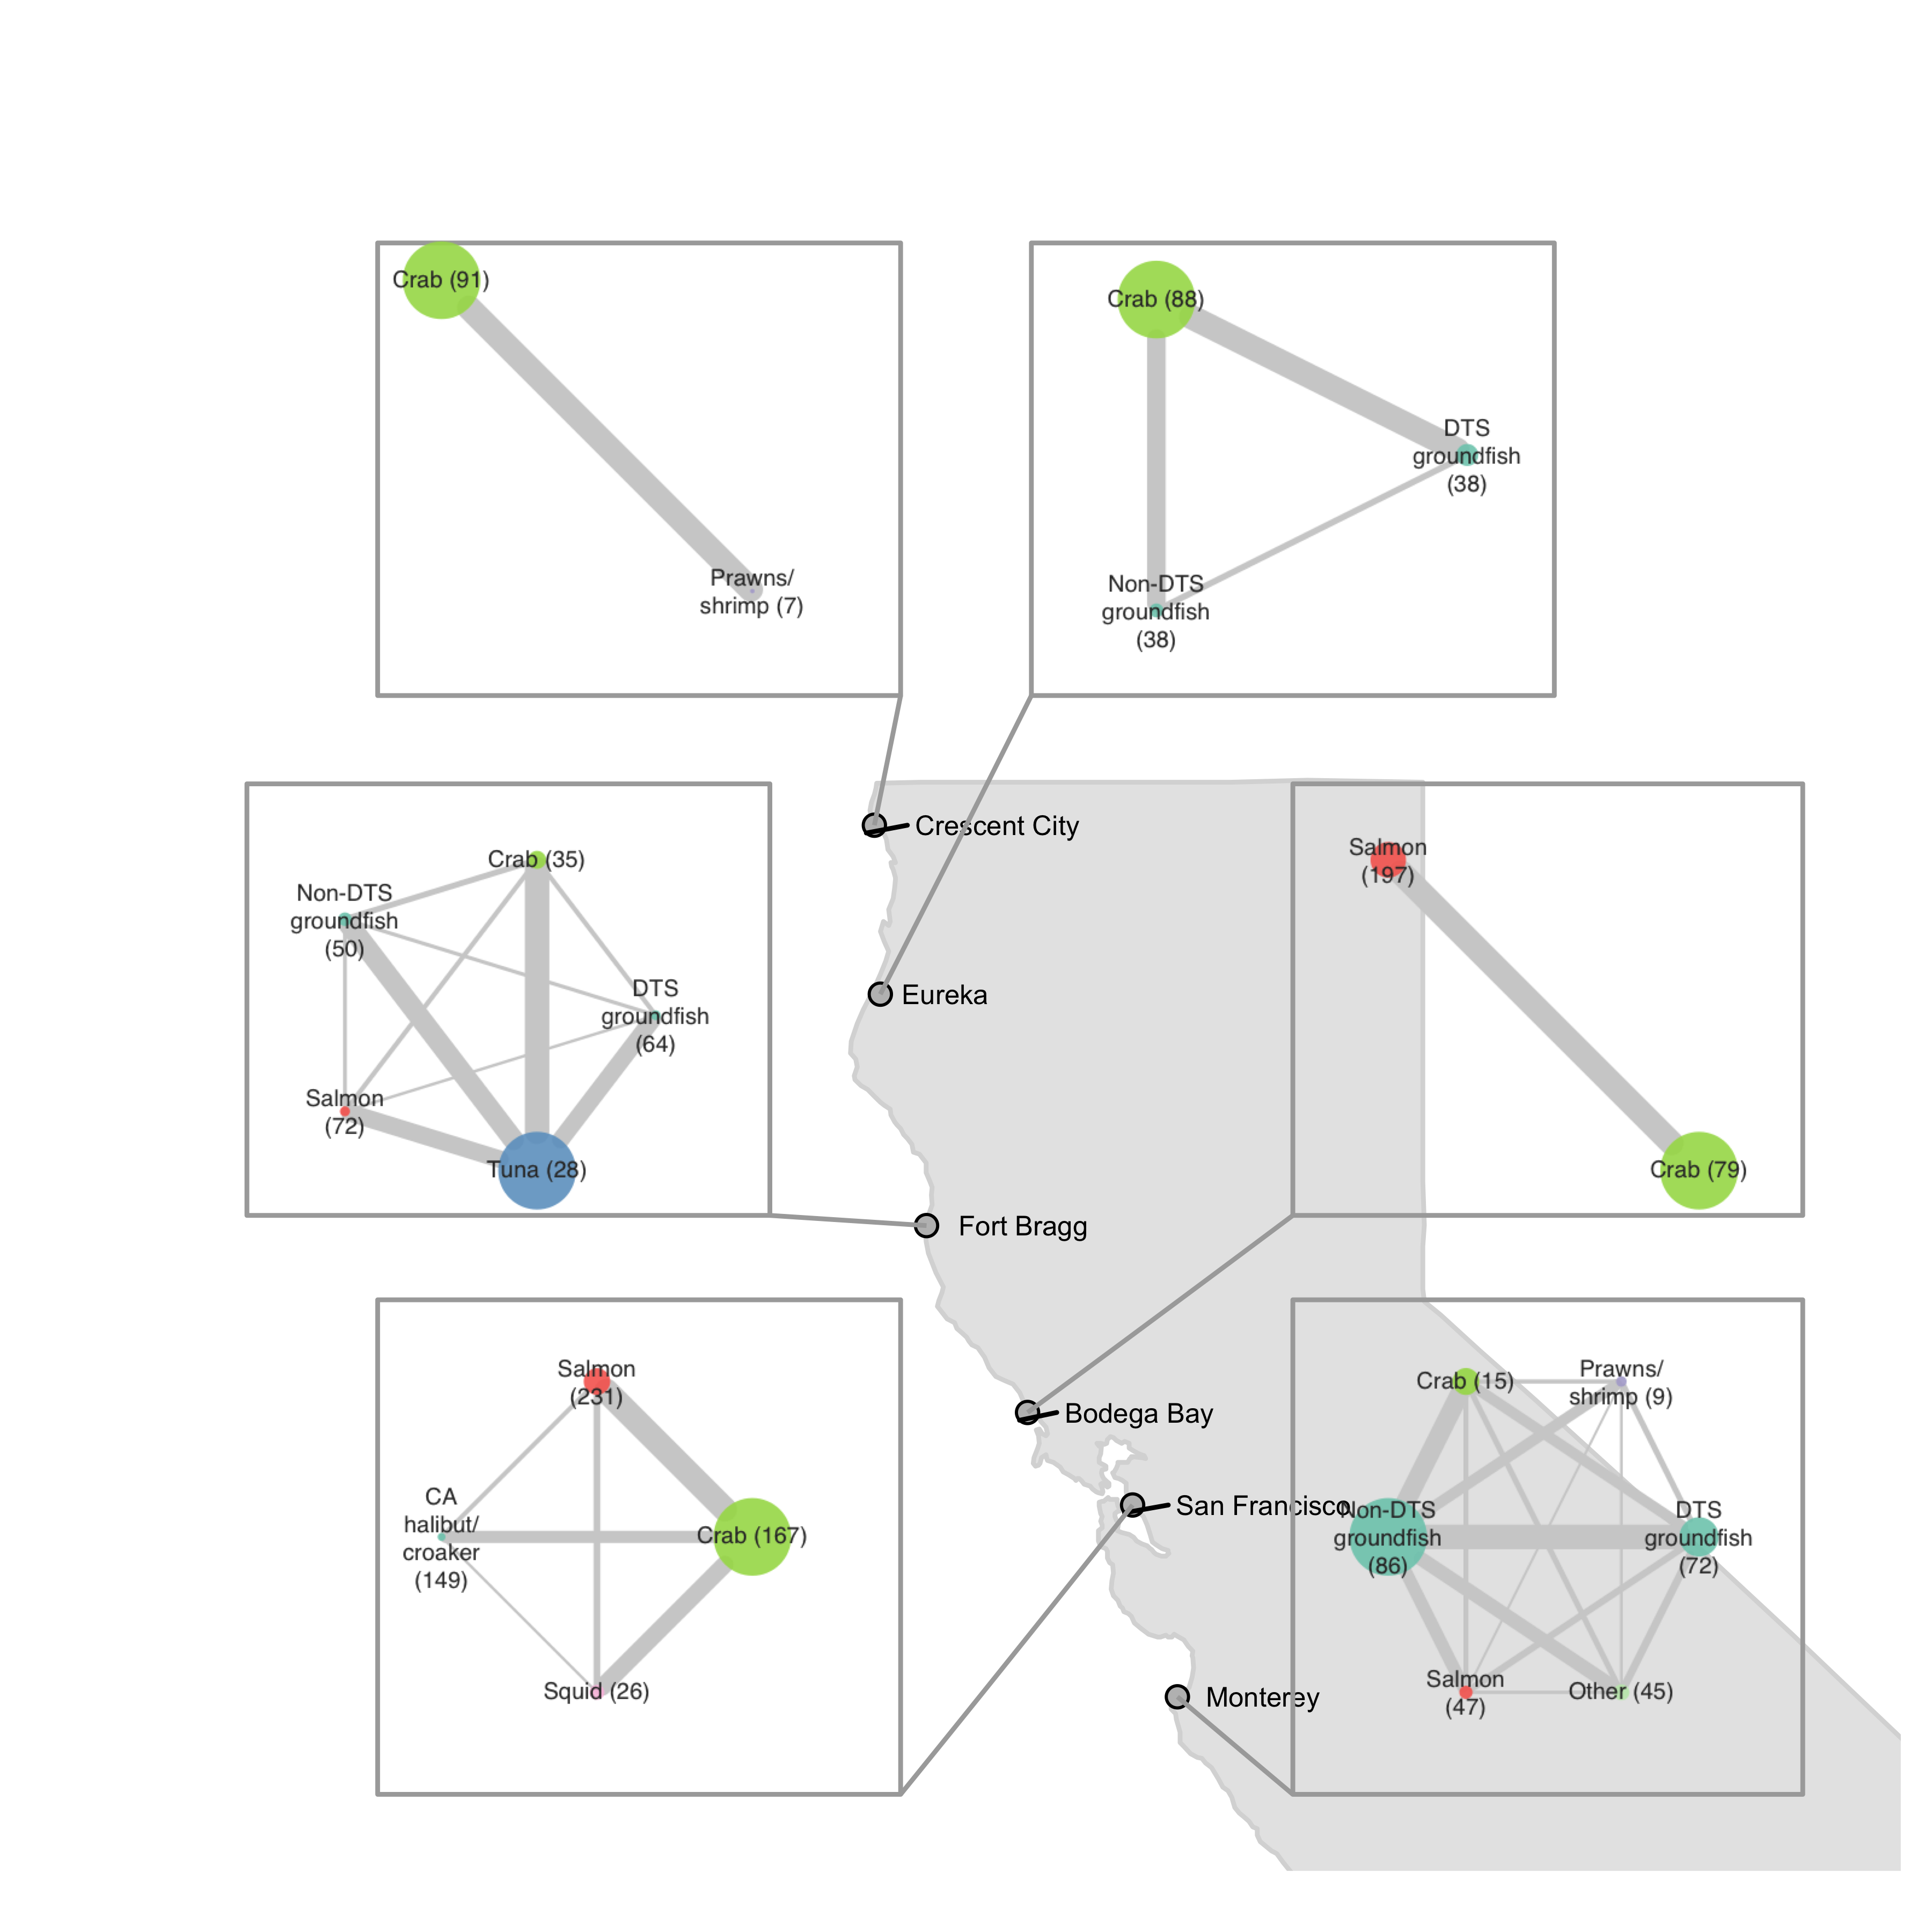 Crab (91)
Prawns/
shrimp (7)
Crab (88)
DTS
groundfish
(38)
Non-DTS
groundfish
(38)
Crab (35)
Non-DTS
groundfish
(50)
DTS
groundfish
(64)
Salmon
(72)
Tuna (28)
Crescent City
Eureka
Fort Bragg
Bodega Bay
San Francisco
Monterey
Salmon
(197)
Crab (79)
Salmon
(231)
CA
halibut/
croaker
(149)
Crab (167)
Squid (26)
Crab (15)
Prawns/
shrimp (9)
Non-DTS
groundfish
(86)
DTS
groundfish
(72)
Salmon
(47)
Other (45)